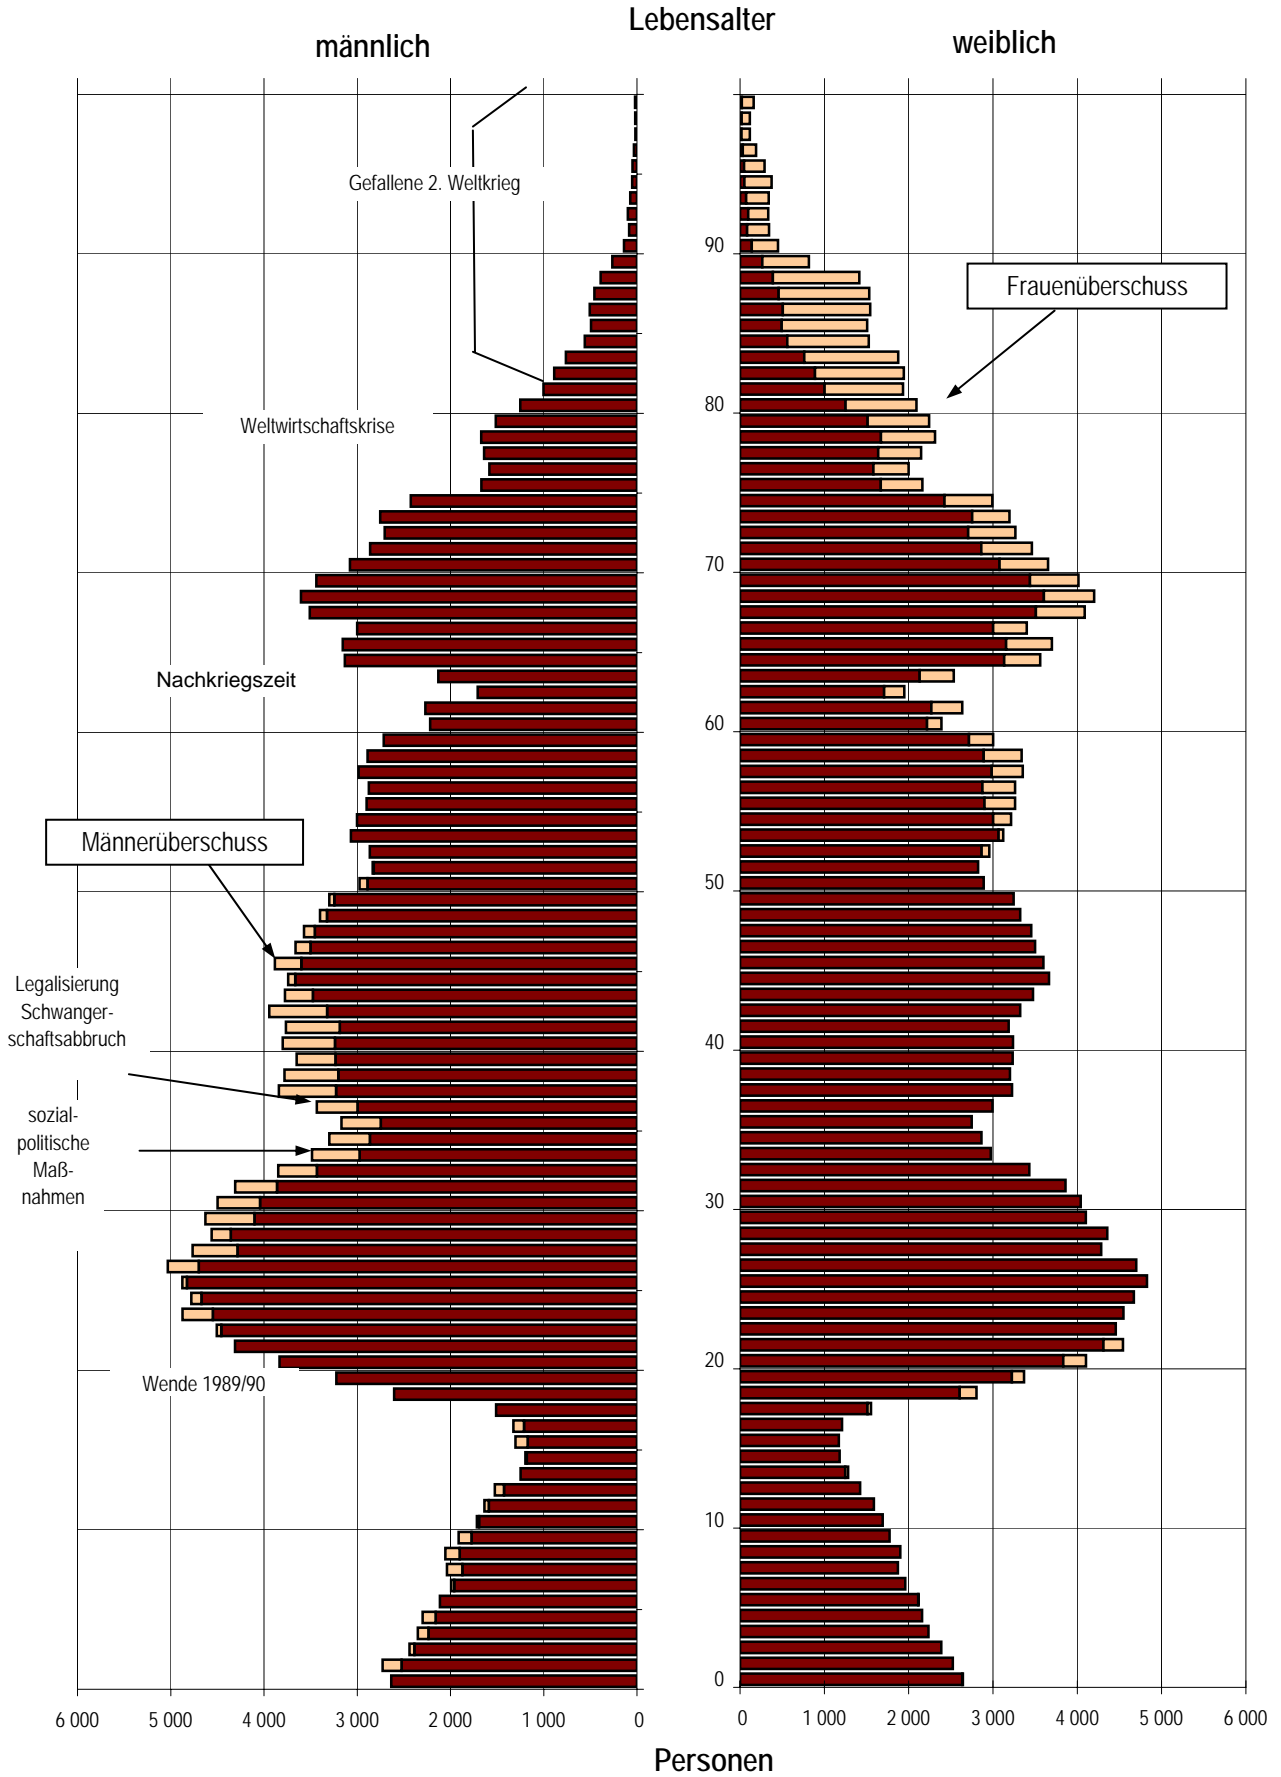 Lebensalter
männlich
weiblich
Gefallene 2. Weltkrieg
90
Frauenüberschuss
80
Weltwirtschaftskrise
70
Nachkriegszeit
60
Männerüberschuss
50
Legalisierung
Schwanger-
schaftsabbruch
40
sozial-
politische
Maß-
nahmen
30
20
Wende 1989/90
10
0
6 000 5 000 4 000 3 000 2 000 1 000 0
0 1 000 2 000 3 000 4 000 5 000 6 000
Personen